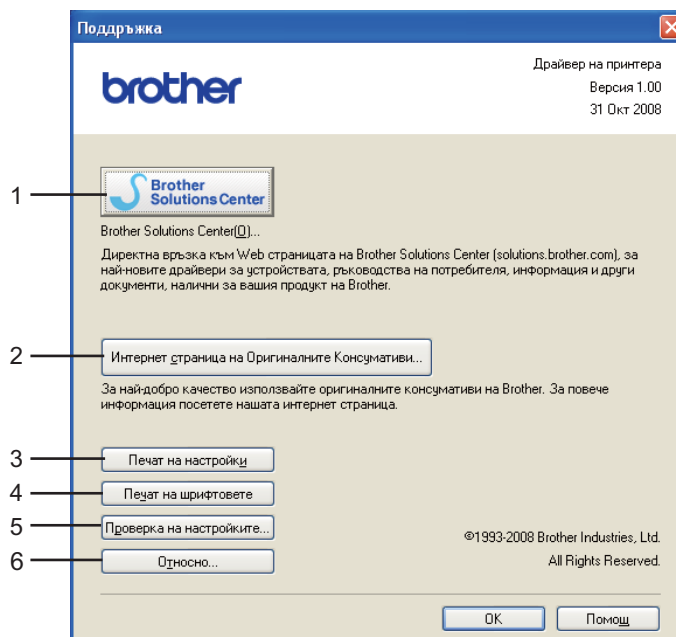 Поддръжка
brother
Драйвер на принтера
Версия 1.00
31 Окт 2008
1
Brother
Solutions Center
Brother Solutions Center(O)...
Директна връзка към Web страницата на Brother Solutions Center (solutions.brother.com), за
най-новите драйвери за устройствата, ръководства на потребителя, информация и други
документи, налични за вашия продукт на Brother.
2
Интернет страница на Оригиналните Консумативи...
За най-добро качество използвайте оригиналните консумативи на Brother. За повече
информация посетете нашата интернет страница.
3
Печат на настройки
4
Печат на шрифтовете
5
Проверка на настройките...
6
Относно...
©1993-2008 Brother Industries, Ltd.
All Rights Reserved.
OK
Помощ